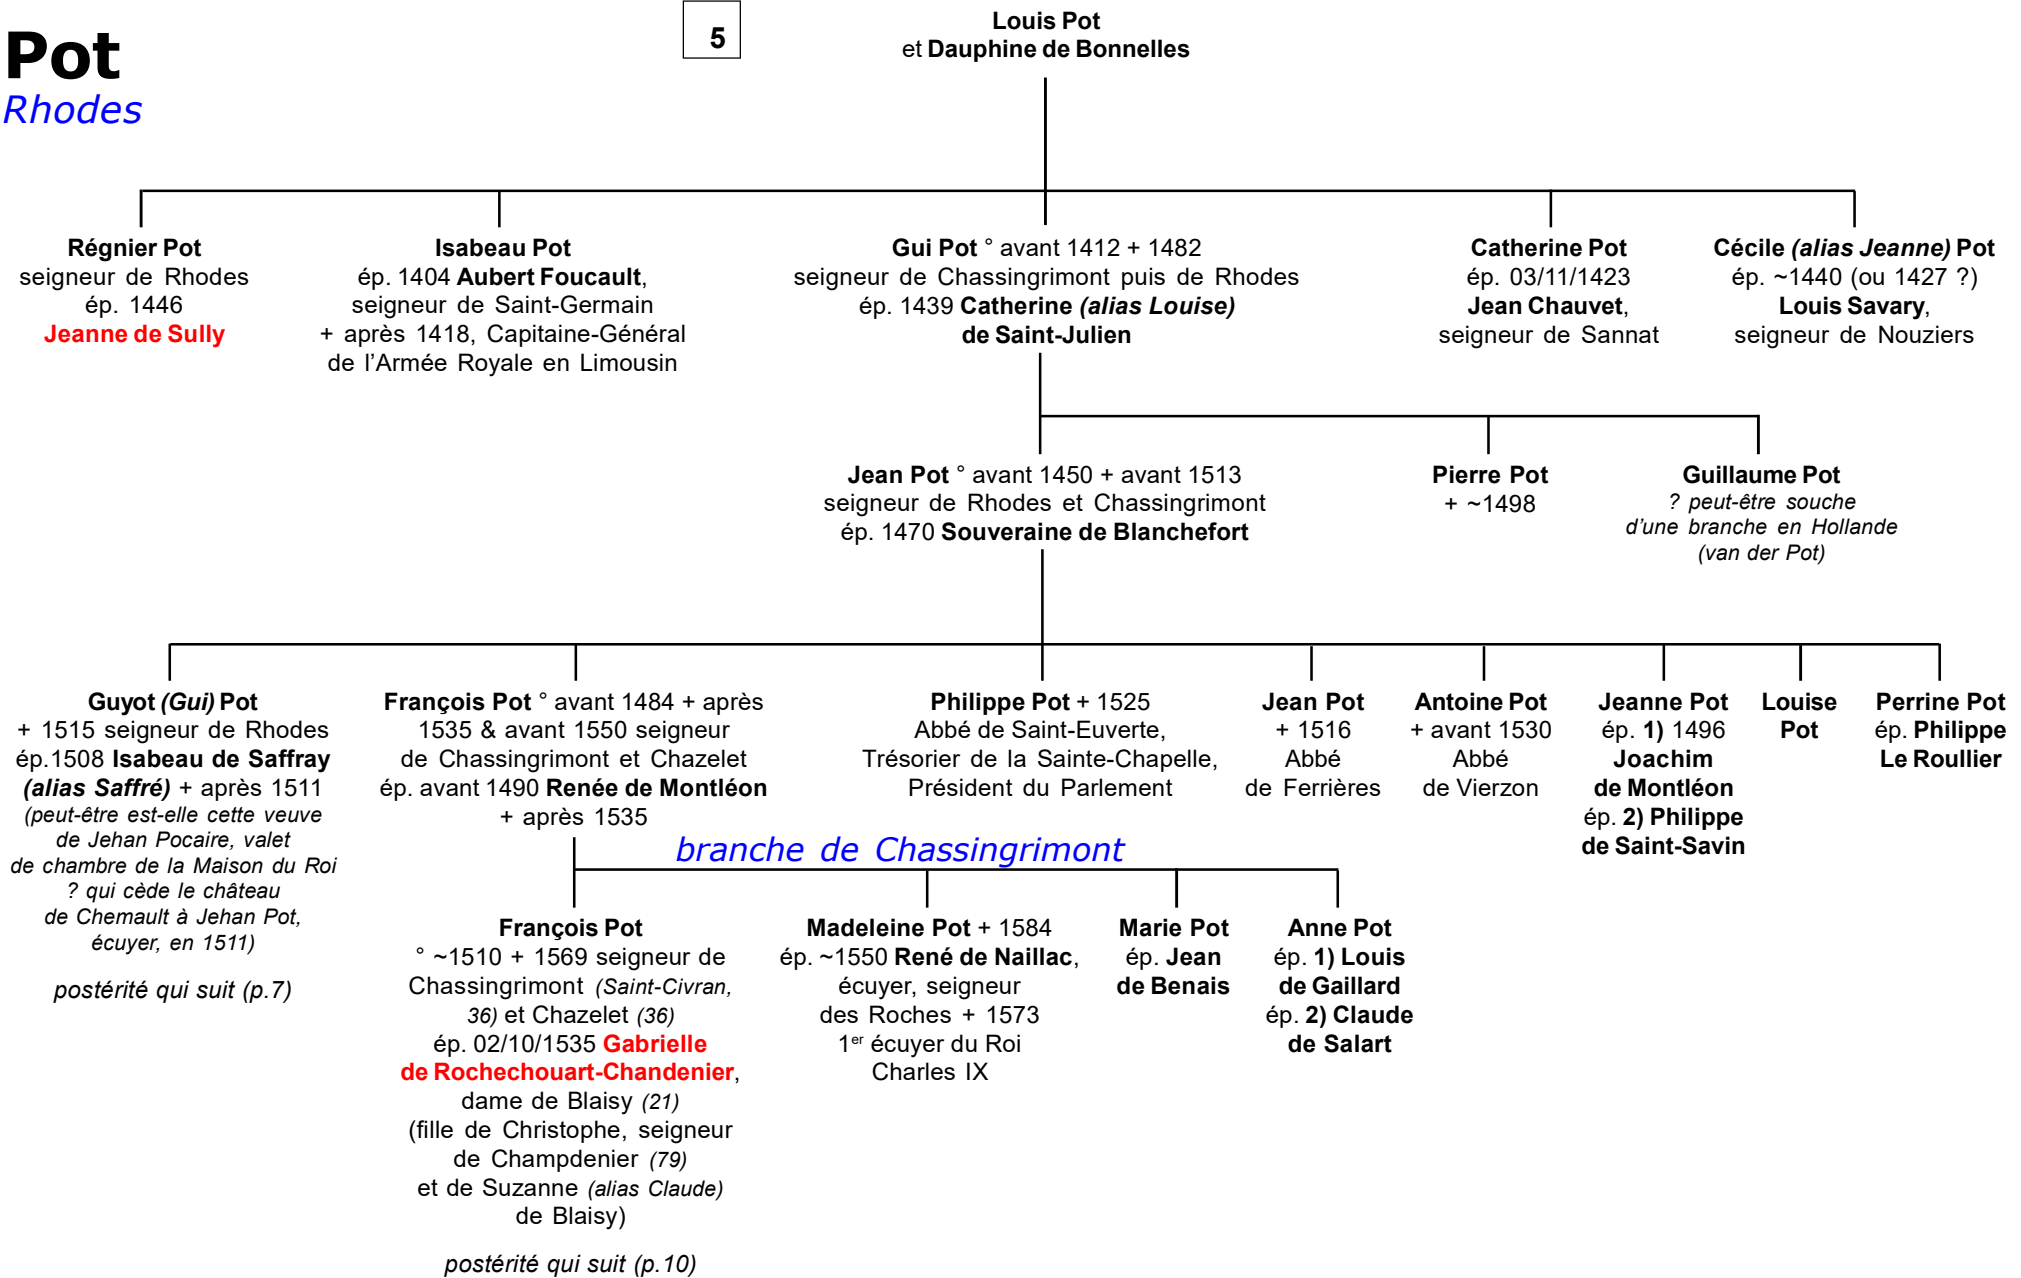 Pot
Rhodes
5
Louis Pot
et Dauphine de Bonnelles
Régnier Pot
seigneur de Rhodes
ép. 1446
Jeanne de Sully
Isabeau Pot
ép. 1404 Aubert Foucault,
seigneur de Saint-Germain
+ après 1418, Capitaine-Général
de l'Armée Royale en Limousin
Gui Pot ° avant 1412 + 1482
seigneur de Chassingrimont puis de Rhodes
ép. 1439 Catherine (alias Louise)
de Saint-Julien
Catherine Pot
ép. 03/11/1423
Jean Chauvet,
seigneur de Sannat
Cécile (alias Jeanne) Pot
ép. ~1440 (ou 1427 ?)
Louis Savary,
seigneur de Nouziers
Jean Pot ° avant 1450 + avant 1513
seigneur de Rhodes et Chassingrimont
ép. 1470 Souveraine de Blanchefort
Pierre Pot
+ ~1498
Guillaume Pot
? peut-être souche
d'une branche en Hollande
(van der Pot)
Guyot (Gui) Pot
+ 1515 seigneur de Rhodes
ép.1508 Isabeau de Saffray
(alias Saffré) + après 1511
(peut-être est-elle cette veuve
de Jehan Pocaire, valet
de chambre de la Maison du Roi
? qui cède le château
de Chemault à Jehan Pot,
écuyer, en 1511)
postérité qui suit (p.7)
François Pot ° avant 1484 + après
1535 & avant 1550 seigneur
de Chassingrimont et Chazelet
ép. avant 1490 Renée de Montléon
+ après 1535
Philippe Pot + 1525
Abbé de Saint-Euverte,
Trésorier de la Sainte-Chapelle,
Président du Parlement
Jean Pot
+ 1516
Abbé
de Ferrières
Antoine Pot
+ avant 1530
Abbé
de Vierzon
Jeanne Pot
ép. 1) 1496
Joachim
de Montléon
ép. 2) Philippe
de Saint-Savin
Louise
Pot
Perrine Pot
ép. Philippe
Le Roullier
branche de Chassingrimont
François Pot
° ~1510 + 1569 seigneur de
Chassingrimont (Saint-Civran,
36) et Chazelet (36)
ép. 02/10/1535 Gabrielle
de Rochechouart-Chandenier,
dame de Blaisy (21)
(fille de Christophe, seigneur
de Champdenier (79)
et de Suzanne (alias Claude)
de Blaisy)
postérité qui suit (p.10)
Madeleine Pot + 1584
ép. ~1550 René de Naillac,
écuyer, seigneur
des Roches + 1573
1er écuyer du Roi
Charles IX
Marie Pot
ép. Jean
de Benais
Anne Pot
ép. 1) Louis
de Gaillard
ép. 2) Claude
de Salart